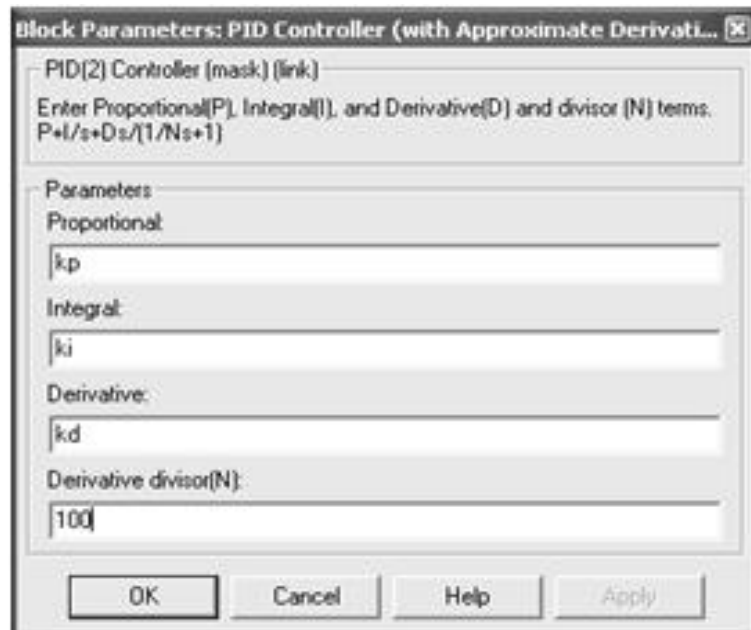 Block Parameters: PID Controller (with Approximate Derivati...
PID(2) Controller (mask) (link)
Enter Proportional(P), Integral(I), and Derivative(D) and divisor (N) terms.
P+I/s+Ds/(1/Ns+1)
Parameters
Proportional:
kp
Integral:
ki
Derivative:
kd
Derivative divisor(N):
100
OK Cancel Help Apply